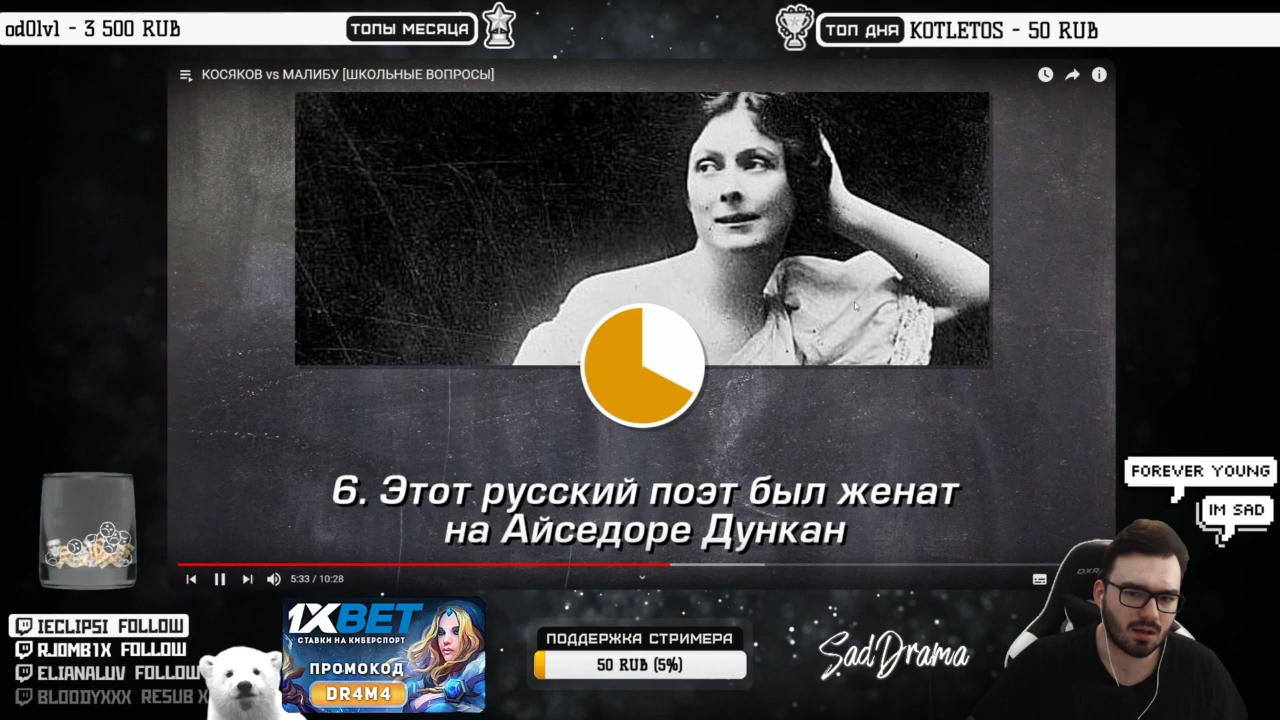 od0lvl - 3 500 RUB
ТОПЫ МЕСЯЦА
ТОП ДНЯ
KOTLETOS - 50 RUB
КОСЯКОВ vs МАЛИБУ [ШКОЛЬНЫЕ ВОПРОСЫ]
6. Этот русский поэт был женат
на Айседоре Дункан
5:33 / 10:28
FOREVER YOUNG
IM SAD
DXR
IECLIPSI FOLLOW
RJOMB1X FOLLOW
ELIANALUV FOLLOW
BLOODYXXX RESUB X
1XBET
СТАВКИ НА КИБЕРСПОРТ
ПРОМОКОД
DR4M4
ПОДДЕРЖКА СТРИМЕРА
50 RUB (5%)
SadDrama